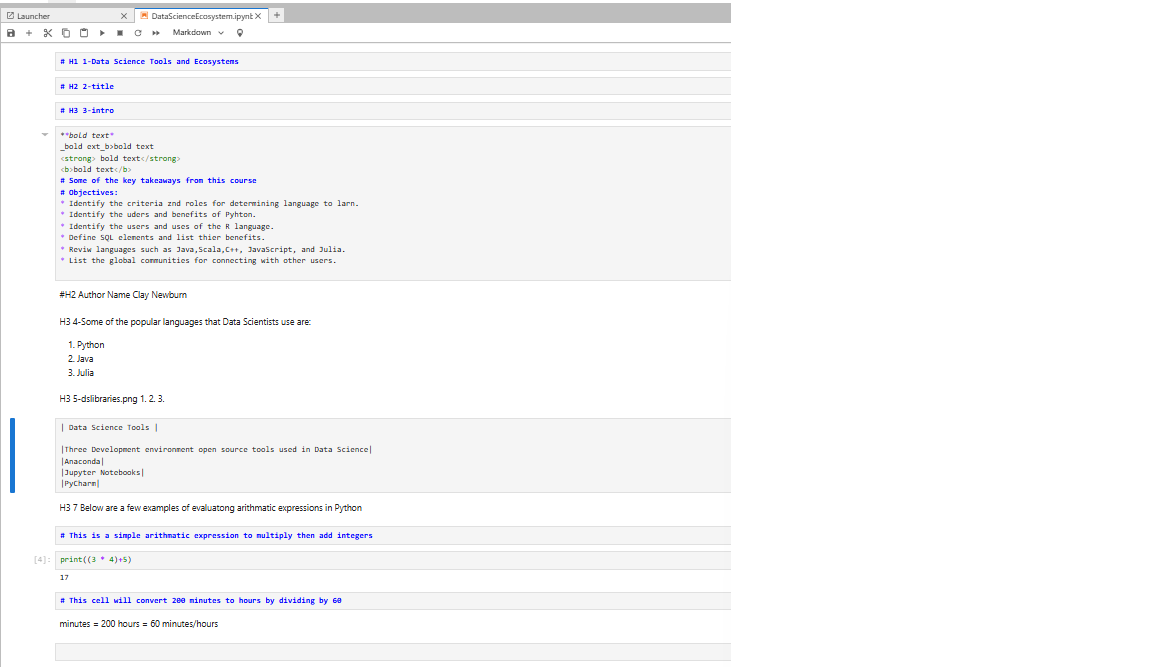 Launcher
DataScienceEcosystem.ipynb
Markdown
# H1 1-Data Science Tools and Ecosystems
# H2 2-title
# H3 3-intro
**bold text*
_bold ext_b>bold text
<strong> bold text</strong>
<b>bold text</b>
# Some of the key takeaways from this course
# Objectives:
* Identify the criteria znd roles for determining language to larn.
* Identify the uders and benefits of Pyhton.
* Identify the users and uses of the R language.
* Define SQL elements and list thier benefits.
* Reviw languages such as Java,Scala,C++, JavaScript, and Julia.
* List the global communities for connecting with other users.
#H2 Author Name Clay Newburn
H3 4-Some of the popular languages that Data Scientists use are:
1. Python
2. Java
3. Julia
H3 5-dslibraries.png 1. 2. 3.
| Data Science Tools |
|Three Development environment open source tools used in Data Science|
|Anaconda|
|Jupyter Notebooks|
|PyCharm|
H3 7 Below are a few examples of evaluatong arithmatic expressions in Python
# This is a simple arithmatic expression to multiply then add integers
[4]: print((3 * 4)+5)
17
# This cell will convert 200 minutes to hours by dividing by 60
minutes = 200 hours = 60 minutes/hours